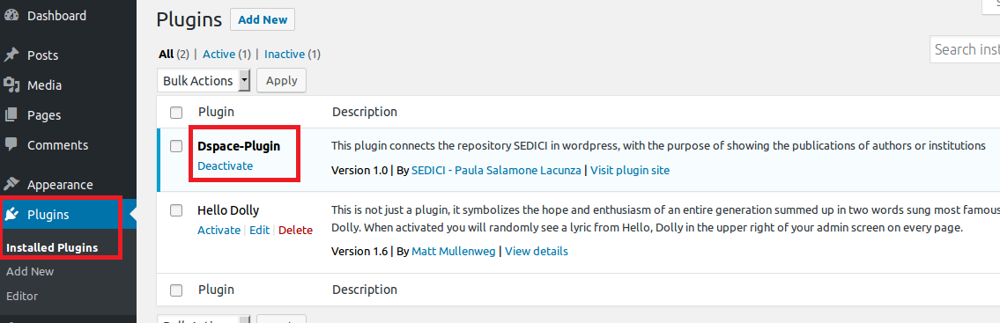 Dashboard
Posts
Media
Pages
Comments
Appearance
Plugins
Installed Plugins
Add New
Editor
Plugins Add New
All (2) | Active (1) | Inactive (1)
Search inst
Bulk Actions Apply
Plugin Description
Dspace-Plugin
Deactivate
This plugin connects the repository SEDICI in wordpress, with the purpose of showing the publications of authors or institutions
Version 1.0 | By SEDICI - Paula Salamone Lacunza | Visit plugin site
Hello Dolly
Activate | Edit | Delete
This is not just a plugin, it symbolizes the hope and enthusiasm of an entire generation summed up in two words sung most famous
Dolly. When activated you will randomly see a lyric from Hello, Dolly in the upper right of your admin screen on every page.
Version 1.6 | By Matt Mullenweg | View details
Plugin Description